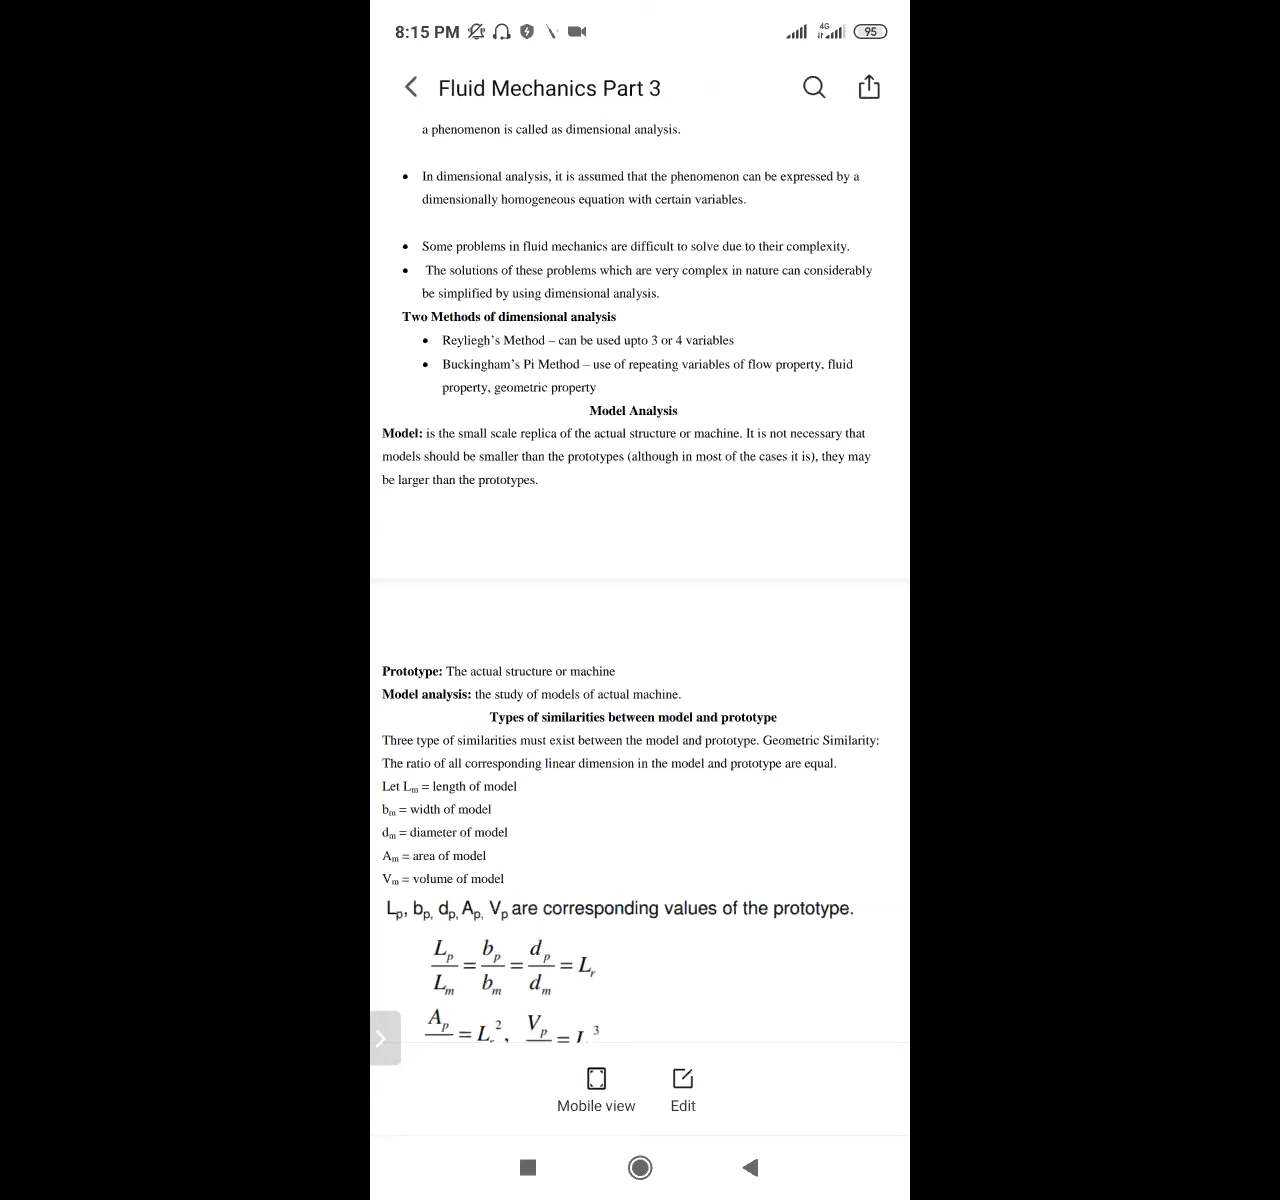 8:15 PM 4G 95
Fluid Mechanics Part 3
a phenomenon is called as dimensional analysis.
• In dimensional analysis, it is assumed that the phenomenon can be expressed by a
dimensionally homogeneous equation with certain variables.
• Some problems in fluid mechanics are difficult to solve due to their complexity.
• The solutions of these problems which are very complex in nature can considerably
be simplified by using dimensional analysis.
Two Methods of dimensional analysis
• Reyliegh's Method – can be used upto 3 or 4 variables
• Buckingham's Pi Method – use of repeating variables of flow property, fluid
property, geometric property
Model Analysis
Model: is the small scale replica of the actual structure or machine. It is not necessary that
models should be smaller than the prototypes (although in most of the cases it is), they may
be larger than the prototypes.
Prototype: The actual structure or machine
Model analysis: the study of models of actual machine.
Types of similarities between model and prototype
Three type of similarities must exist between the model and prototype. Geometric Similarity:
The ratio of all corresponding linear dimension in the model and prototype are equal.
Let Lm = length of model
bm = width of model
dm = diameter of model
Am = area of model
Vm = volume of model
Lp, bp, dp, Ap, Vp are corresponding values of the prototype.
Lp/Lm = bp/bm = dp/dm = Lr
Ap = Lr², Vp = L³
Mobile view Edit